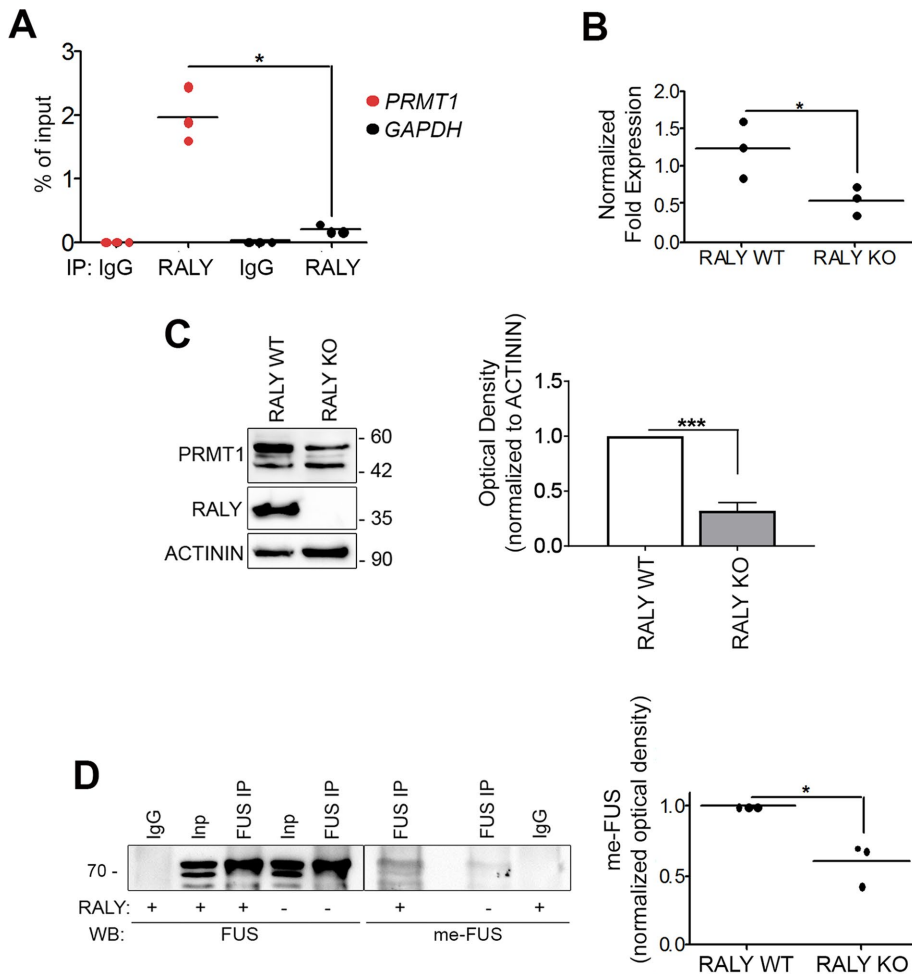 A
3
2
1
0
% of input
*
PRMT1
GAPDH
IP: IgG RALY IgG RALY
B
2.0
1.5
1.0
0.5
0.0
Normalized
Fold Expression
*
RALY WT RALY KO
C
RALY WT
RALY KO
PRMT1
- 60
- 42
RALY
- 35
ACTININ
- 90
Optical Density
(normalized to ACTININ)
1.5
1.0
0.5
0.0
***
RALY WT
RALY KO
D
IgG
Inp
FUS IP
Inp
FUS IP
FUS IP
FUS IP
IgG
70 -
RALY: + + + - - + - +
WB: FUS me-FUS
me-FUS
(normalized optical density)
1.0
0.5
0.0
*
RALY WT RALY KO